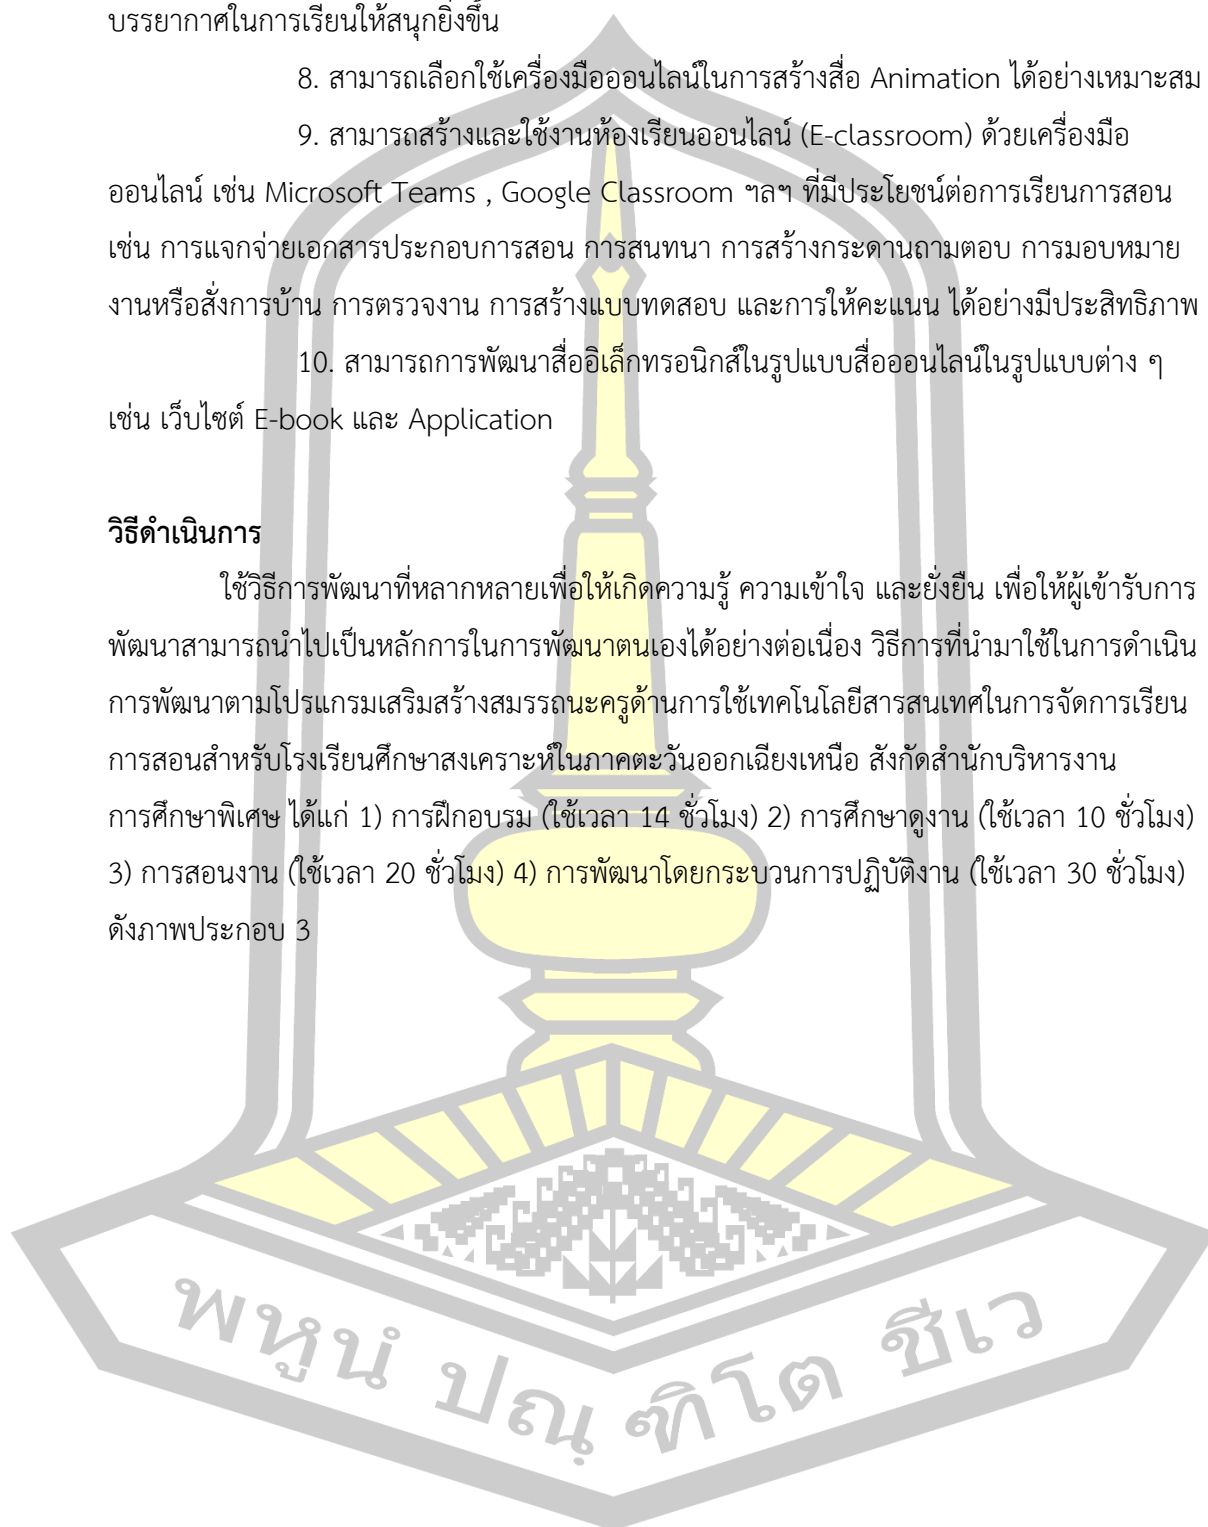 บรรยากาศในการเรียนให้สนุกยิ่งขึ้น
8. สามารถเลือกใช้เครื่องมือออนไลน์ในการสร้างสื่อ Animation ได้อย่างเหมาะสม
9. สามารถสร้างและใช้งานห้องเรียนออนไลน์ (E-classroom) ด้วยเครื่องมือ
ออนไลน์ เช่น Microsoft Teams , Google Classroom ฯลฯ ที่มีประโยชน์ต่อการเรียนการสอน
เช่น การแจกจ่ายเอกสารประกอบการสอน การสนทนา การสร้างกระดานถามตอบ การมอบหมาย
งานหรือสั่งการบ้าน การตรวจงาน การสร้างแบบทดสอบ และการให้คะแนน ได้อย่างมีประสิทธิภาพ
10. สามารถการพัฒนาสื่ออิเล็กทรอนิกส์ในรูปแบบสื่อออนไลน์ในรูปแบบต่าง ๆ
เช่น เว็บไซต์ E-book และ Application
วิธีดำเนินการ
ใช้วิธีการพัฒนาที่หลากหลายเพื่อให้เกิดความรู้ ความเข้าใจ และยั่งยืน เพื่อให้ผู้เข้ารับการ
พัฒนาสามารถนำไปเป็นหลักการในการพัฒนาตนเองได้อย่างต่อเนื่อง วิธีการที่นำมาใช้ในการดำเนิน
การพัฒนาตามโปรแกรมเสริมสร้างสมรรถนะครูด้านการใช้เทคโนโลยีสารสนเทศในการจัดการเรียน
การสอนสำหรับโรงเรียนศึกษาสงเคราะห์ในภาคตะวันออกเฉียงเหนือ สังกัดสำนักบริหารงาน
การศึกษาพิเศษ ได้แก่ 1) การฝึกอบรม (ใช้เวลา 14 ชั่วโมง) 2) การศึกษาดูงาน (ใช้เวลา 10 ชั่วโมง)
3) การสอนงาน (ใช้เวลา 20 ชั่วโมง) 4) การพัฒนาโดยกระบวนการปฏิบัติงาน (ใช้เวลา 30 ชั่วโมง)
ดังภาพประกอบ 3
พหูนํ ปณฺฑิโต ชีเว